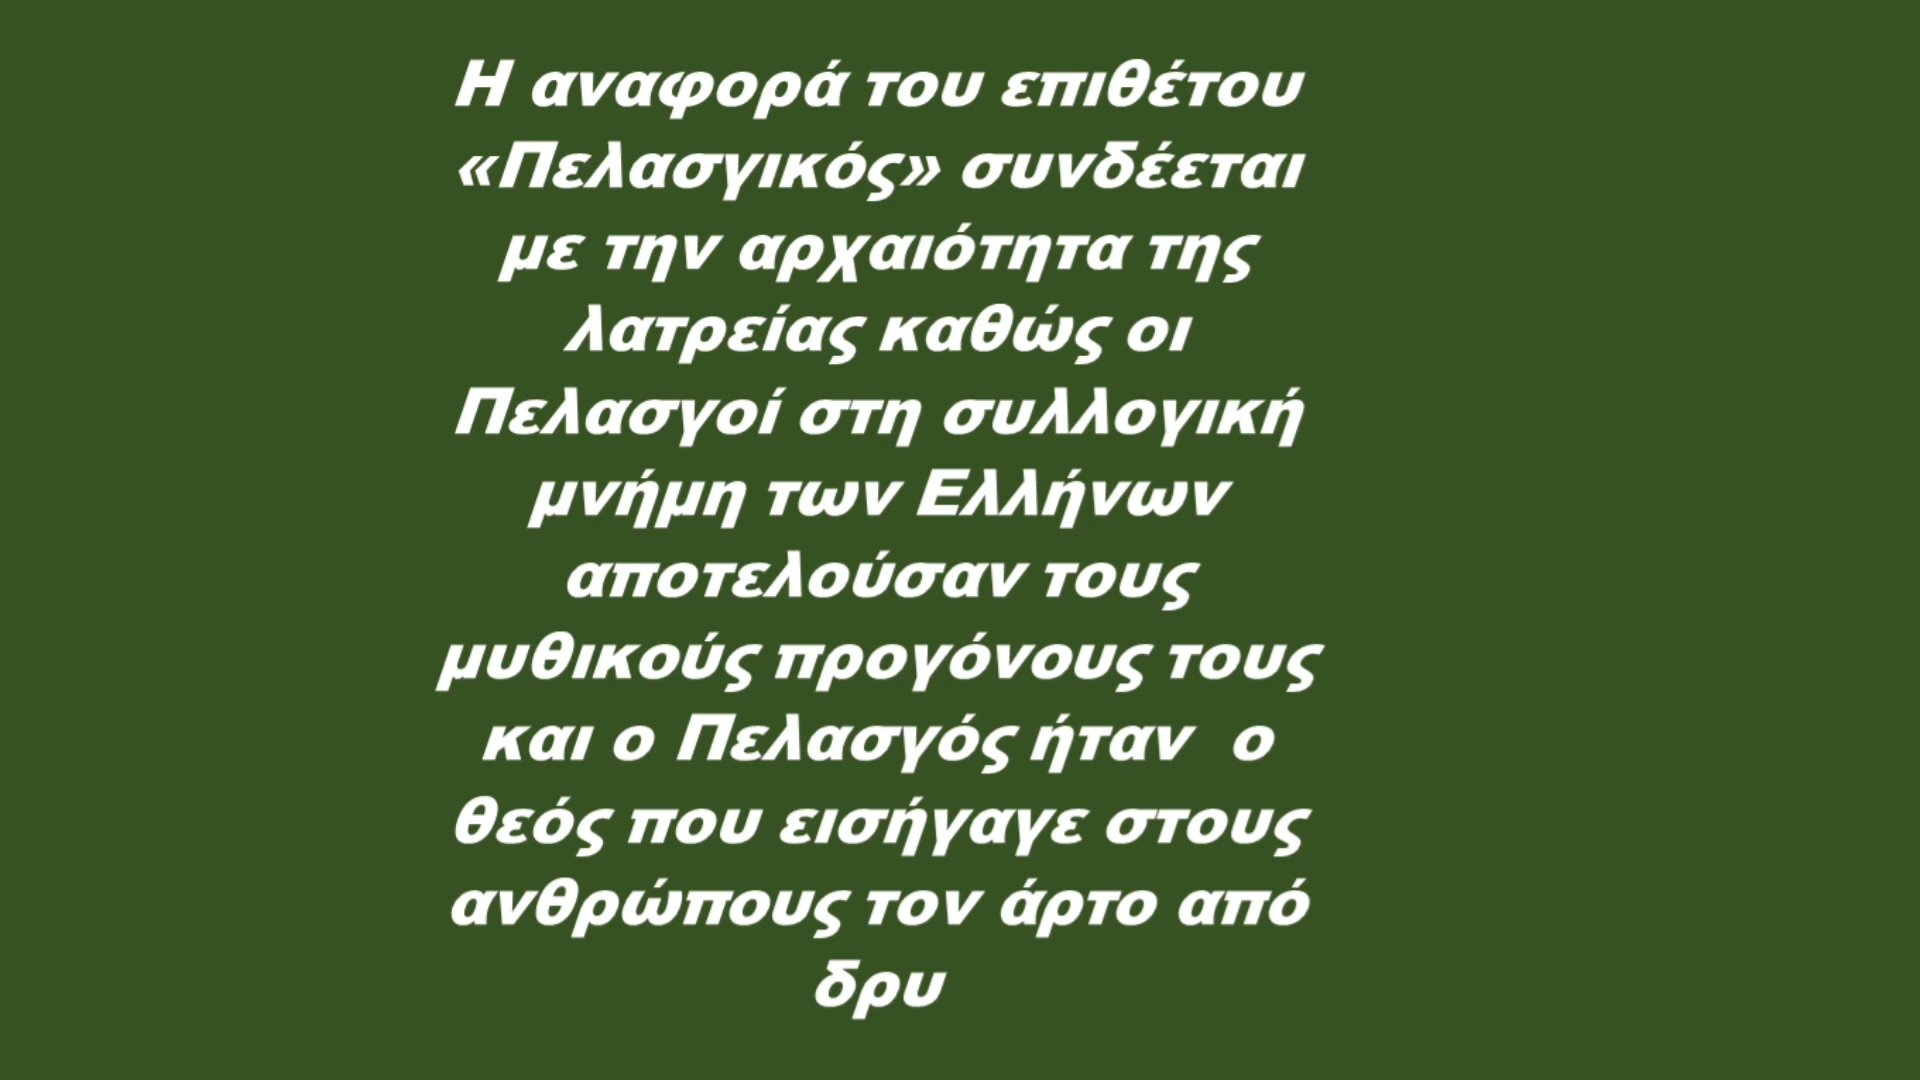 Η αναφορά του επιθέτου
«Πελασγικός» συνδέεται
με την αρχαιότητα της
λατρείας καθώς οι
Πελασγοί στη συλλογική
μνήμη των Ελλήνων
αποτελούσαν τους
μυθικούς προγόνους τους
και ο Πελασγός ήταν  ο
θεός που εισήγαγε στους
ανθρώπους τον άρτο από
δρυ